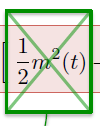 [ \frac{1}{2} m^2(t) -